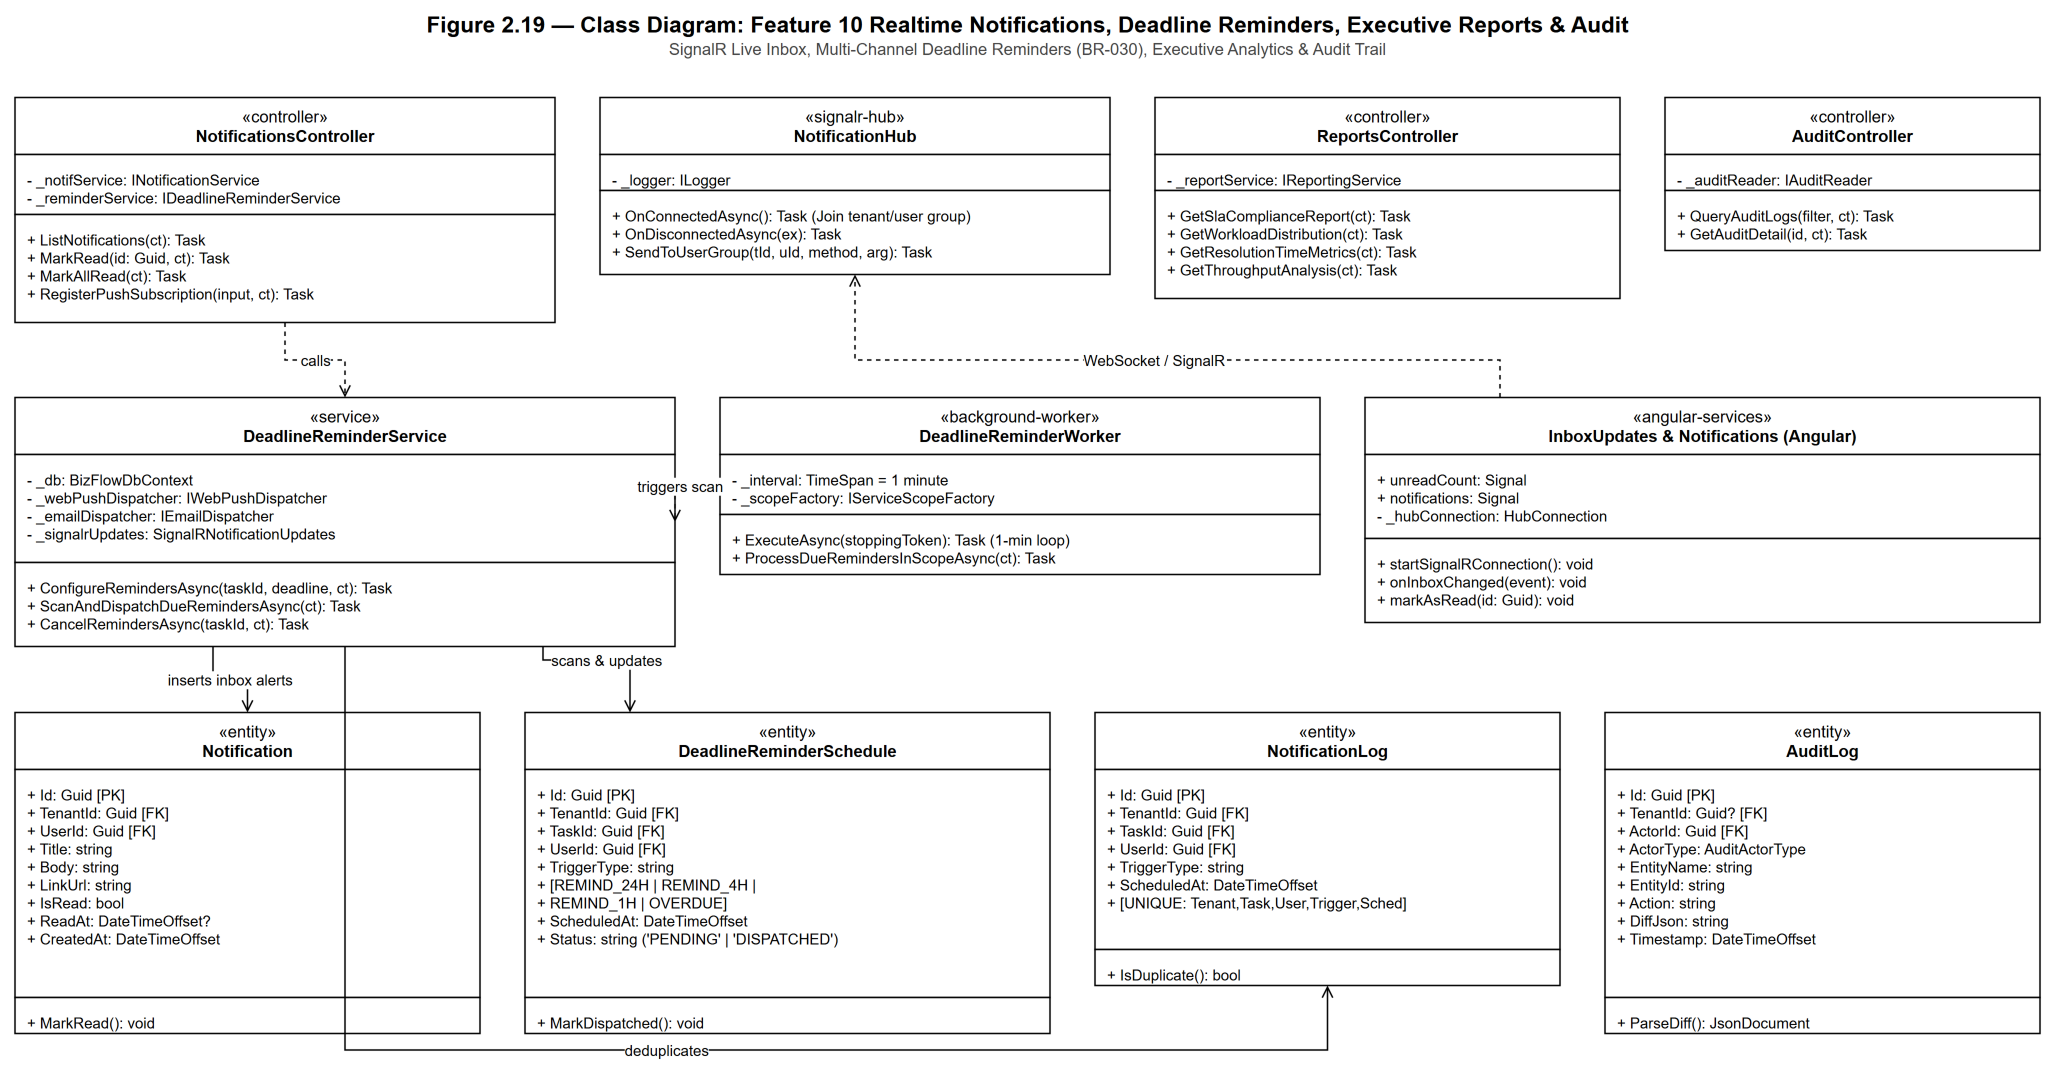 Figure 2.19 — Class Diagram: Feature 10 Realtime Notifications, Deadline Reminders, Executive Reports & Audit
SignalR Live Inbox, Multi-Channel Deadline Reminders (BR-030), Executive Analytics & Audit Trail
«controller»
NotificationsController
- _notifService: INotificationService
- _reminderService: IDeadlineReminderService
+ ListNotifications(ct): Task
+ MarkRead(id: Guid, ct): Task
+ MarkAllRead(ct): Task
+ RegisterPushSubscription(input, ct): Task
«signalr-hub»
NotificationHub
- _logger: ILogger
+ OnConnectedAsync(): Task (Join tenant/user group)
+ OnDisconnectedAsync(ex): Task
+ SendToUserGroup(tId, uId, method, arg): Task
«controller»
ReportsController
- _reportService: IReportingService
+ GetSlaComplianceReport(ct): Task
+ GetWorkloadDistribution(ct): Task
+ GetResolutionTimeMetrics(ct): Task
+ GetThroughputAnalysis(ct): Task
«controller»
AuditController
- _auditReader: IAuditReader
+ QueryAuditLogs(filter, ct): Task
+ GetAuditDetail(id, ct): Task
calls
WebSocket / SignalR
«service»
DeadlineReminderService
- _db: BizFlowDbContext
- _webPushDispatcher: IWebPushDispatcher
- _emailDispatcher: IEmailDispatcher
- _signalrUpdates: SignalRNotificationUpdates
+ ConfigureRemindersAsync(taskId, deadline, ct): Task
+ ScanAndDispatchDueRemindersAsync(ct): Task
+ CancelRemindersAsync(taskId, ct): Task
triggers scan
«background-worker»
DeadlineReminderWorker
- _interval: TimeSpan = 1 minute
- _scopeFactory: IServiceScopeFactory
+ ExecuteAsync(stoppingToken): Task (1-min loop)
+ ProcessDueRemindersInScopeAsync(ct): Task
«angular-services»
InboxUpdates & Notifications (Angular)
+ unreadCount: Signal
+ notifications: Signal
- _hubConnection: HubConnection
+ startSignalRConnection(): void
+ onInboxChanged(event): void
+ markAsRead(id: Guid): void
inserts inbox alerts
scans & updates
«entity»
Notification
+ Id: Guid [PK]
+ TenantId: Guid [FK]
+ UserId: Guid [FK]
+ Title: string
+ Body: string
+ LinkUrl: string
+ IsRead: bool
+ ReadAt: DateTimeOffset?
+ CreatedAt: DateTimeOffset
+ MarkRead(): void
«entity»
DeadlineReminderSchedule
+ Id: Guid [PK]
+ TenantId: Guid [FK]
+ TaskId: Guid [FK]
+ UserId: Guid [FK]
+ TriggerType: string
+ [REMIND_24H | REMIND_4H |
+ REMIND_1H | OVERDUE]
+ ScheduledAt: DateTimeOffset
+ Status: string ('PENDING' | 'DISPATCHED')
+ MarkDispatched(): void
«entity»
NotificationLog
+ Id: Guid [PK]
+ TenantId: Guid [FK]
+ TaskId: Guid [FK]
+ UserId: Guid [FK]
+ TriggerType: string
+ ScheduledAt: DateTimeOffset
+ [UNIQUE: Tenant,Task,User,Trigger,Sched]
+ IsDuplicate(): bool
«entity»
AuditLog
+ Id: Guid [PK]
+ TenantId: Guid? [FK]
+ ActorId: Guid [FK]
+ ActorType: AuditActorType
+ EntityName: string
+ EntityId: string
+ Action: string
+ DiffJson: string
+ Timestamp: DateTimeOffset
+ ParseDiff(): JsonDocument
deduplicates